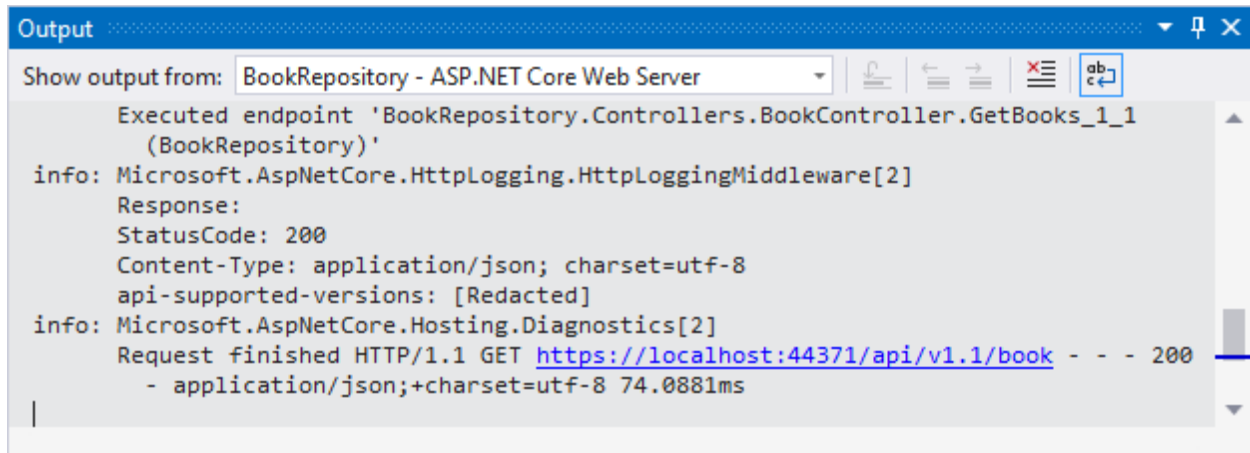 Output
Show output from: BookRepository - ASP.NET Core Web Server
Executed endpoint 'BookRepository.Controllers.BookController.GetBooks_1_1
(BookRepository)'
info: Microsoft.AspNetCore.HttpLogging.HttpLoggingMiddleware[2]
Response:
StatusCode: 200
Content-Type: application/json; charset=utf-8
api-supported-versions: [Redacted]
info: Microsoft.AspNetCore.Hosting.Diagnostics[2]
Request finished HTTP/1.1 GET https://localhost:44371/api/v1.1/book - - - 200
- application/json;+charset=utf-8 74.0881ms